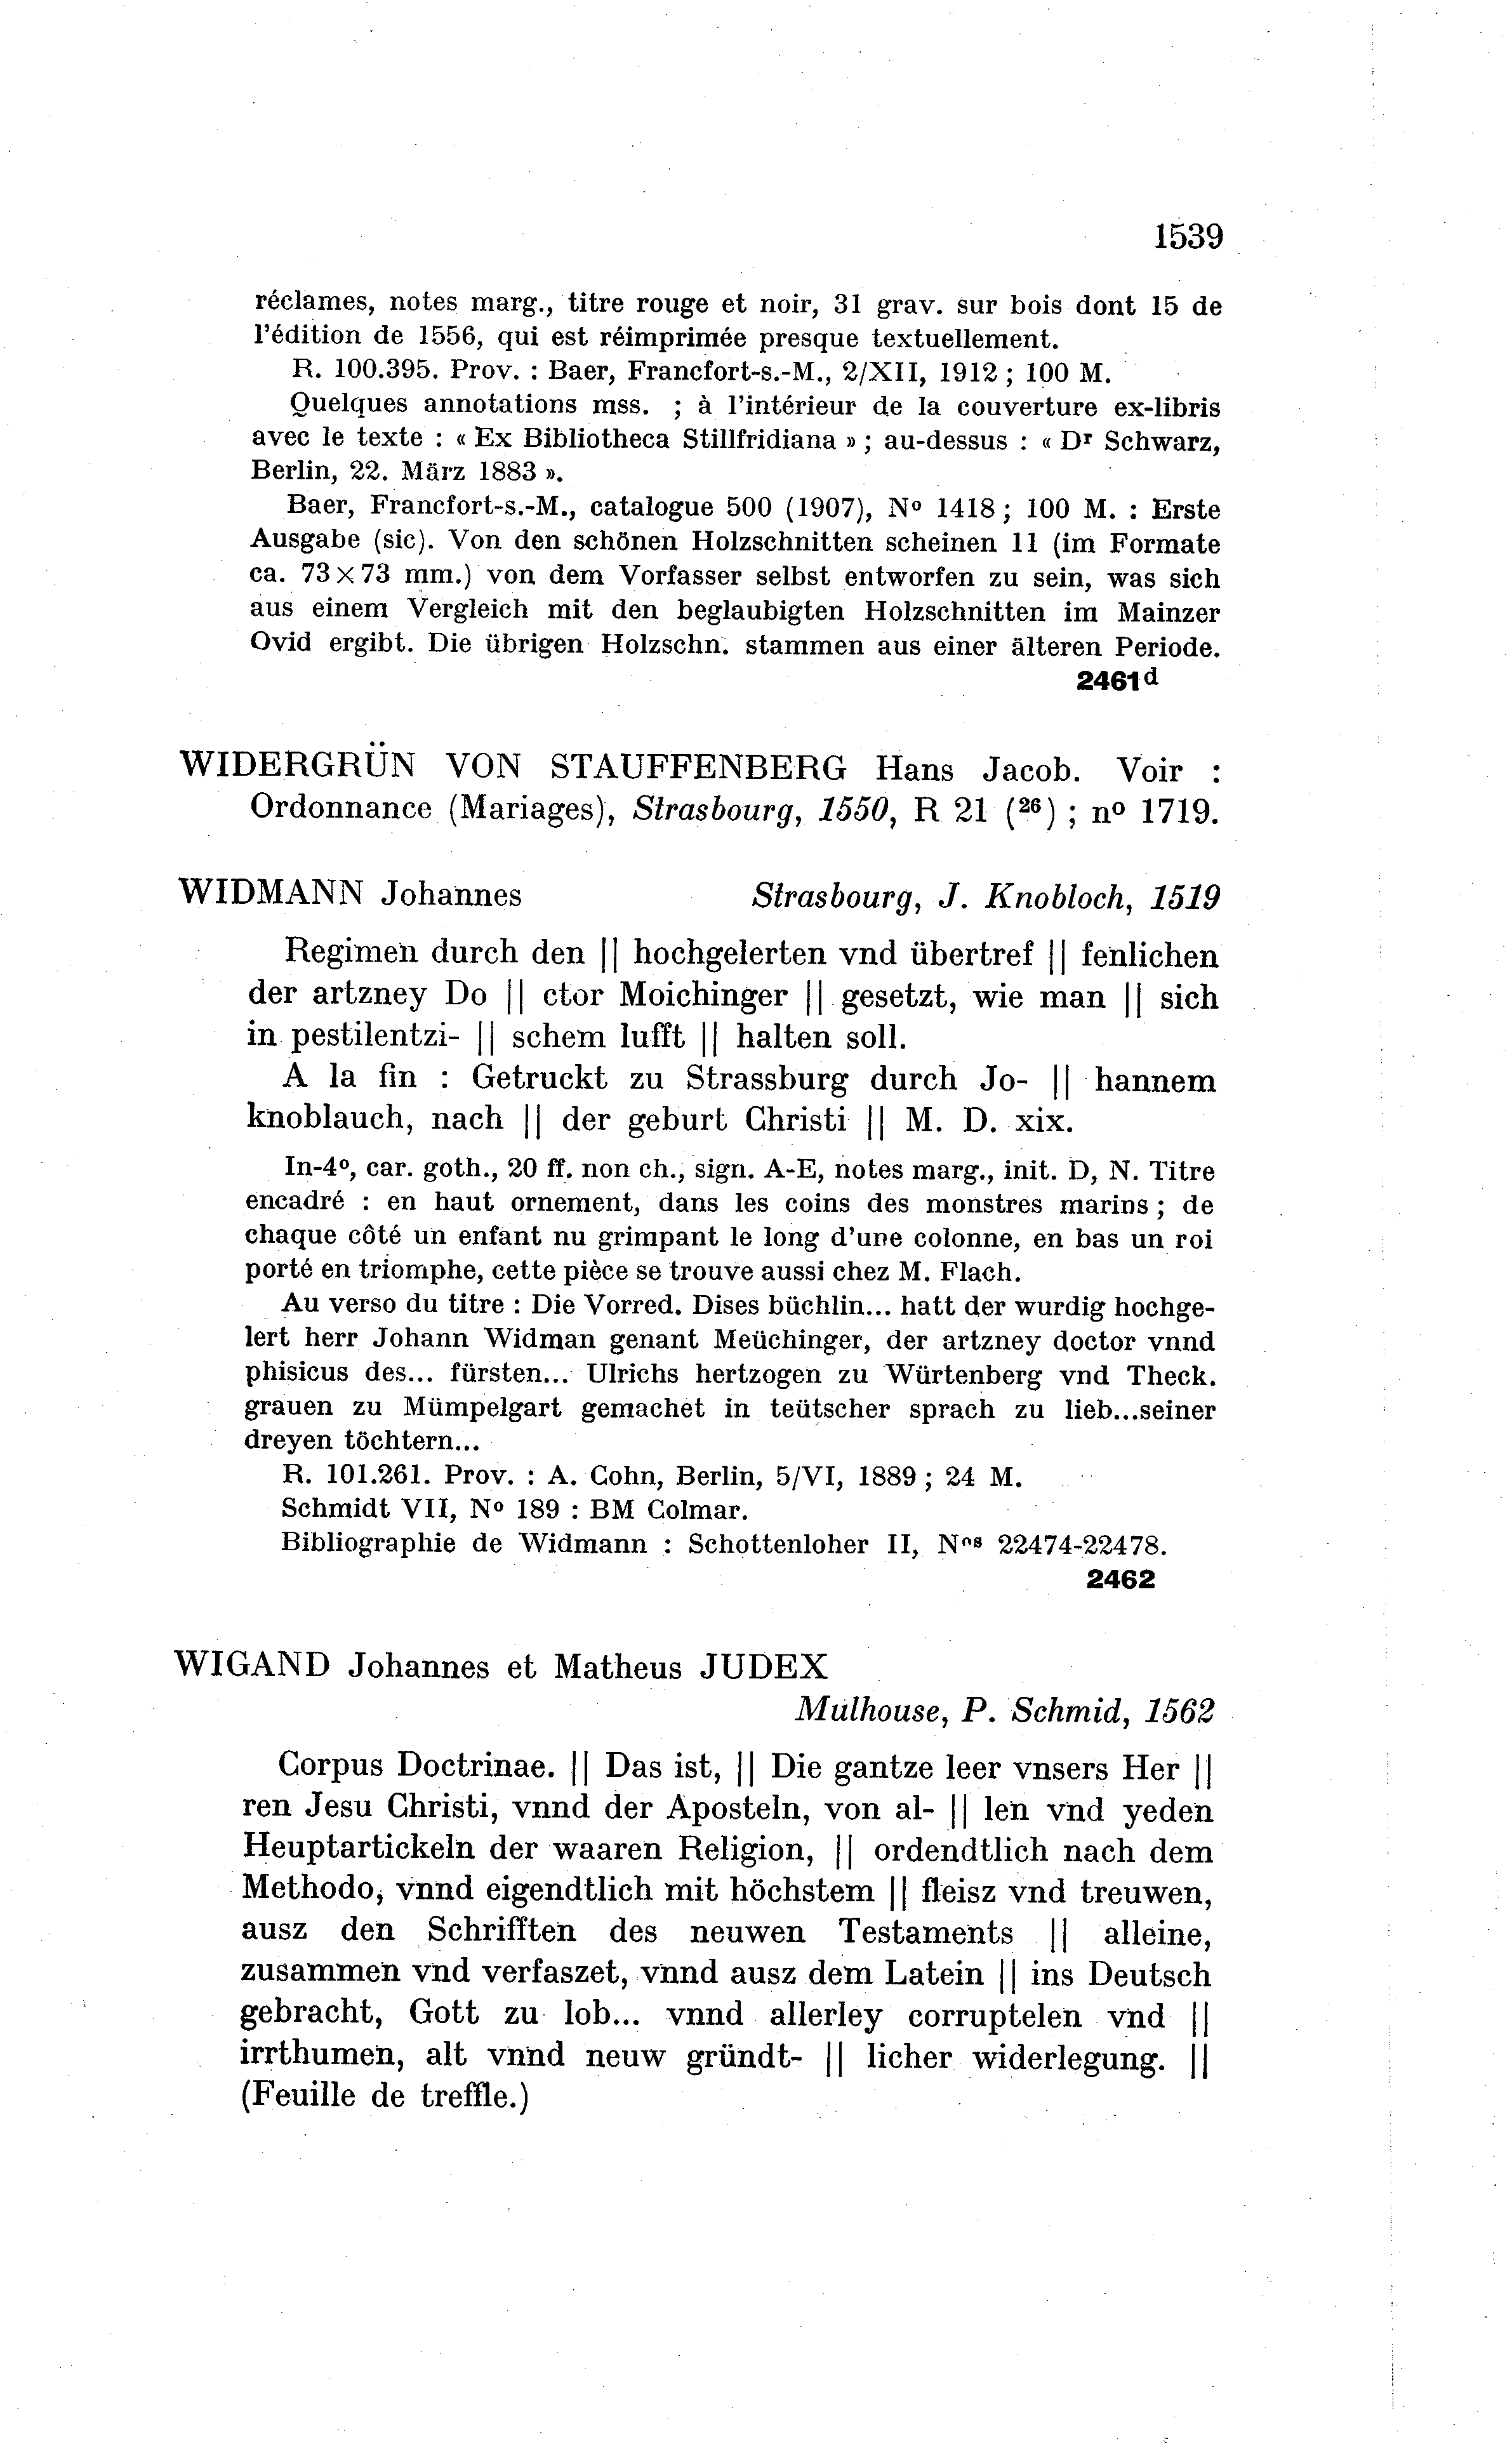 1539
réclames, notes marg., titre rouge et noir, 31 grav. sur bois dont 15 de
l'édition de 1556, qui est réimprimée presque textuellement.
R. 100.395. Prov. : Baer, Francfort-s.-M., 2/XII, 1912 ; 100 M.
Quelques annotations mss. ; à l'intérieur de la couverture ex-libris
avec le texte : « Ex Bibliotheca Stillfridiana » ; au-dessus : « Dʳ Schwarz,
Berlin, 22. März 1883 ».
Baer, Francfort-s.-M., catalogue 500 (1907), Nº 1418 ; 100 M. : Erste
Ausgabe (sic). Von den schönen Holzschnitten scheinen 11 (im Formate
ca. 73×73 mm.) von dem Vorfasser selbst entworfen zu sein, was sich
aus einem Vergleich mit den beglaubigten Holzschnitten im Mainzer
Ovid ergibt. Die übrigen Holzschn. stammen aus einer älteren Periode.
2461ᵈ
WIDERGRÜN VON STAUFFENBERG Hans Jacob. Voir :
Ordonnance (Mariages), Strasbourg, 1550, R 21 (²⁶) ; nº 1719.
WIDMANN Johannes Strasbourg, J. Knobloch, 1519
Regimen durch den || hochgelerten vnd übertref || fenlichen
der artzney Do || ctor Moichinger || gesetzt, wie man || sich
in pestilentzi- || schem lufft || halten soll.
A la fin : Getruckt zu Strassburg durch Jo- || hannem
knoblauch, nach || der geburt Christi || M. D. xix.
In-4º, car. goth., 20 ff. non ch., sign. A-E, notes marg., init. D, N. Titre
encadré : en haut ornement, dans les coins des monstres marins ; de
chaque côté un enfant nu grimpant le long d'une colonne, en bas un roi
porté en triomphe, cette pièce se trouve aussi chez M. Flach.
Au verso du titre : Die Vorred. Dises büchlin... hatt der wurdig hochge-
lert herr Johann Widman genant Meüchinger, der artzney doctor vnnd
phisicus des... fürsten... Ulrichs hertzogen zu Würtenberg vnd Theck.
grauen zu Mümpelgart gemachet in teütscher sprach zu lieb...seiner
dreyen töchtern...
R. 101.261. Prov. : A. Cohn, Berlin, 5/VI, 1889 ; 24 M.
Schmidt VII, Nº 189 : BM Colmar.
Bibliographie de Widmann : Schottenloher II, Nᵒˢ 22474-22478.
2462
WIGAND Johannes et Matheus JUDEX
Mulhouse, P. Schmid, 1562
Corpus Doctrinae. || Das ist, || Die gantze leer vnsers Her ||
ren Jesu Christi, vnnd der Aposteln, von al- || len vnd yeden
Heuptartickeln der waaren Religion, || ordendtlich nach dem
Methodo, vnnd eigendtlich mit höchstem || fleisz vnd treuwen,
ausz den Schrifften des neuwen Testaments || alleine,
zusammen vnd verfaszet, vnnd ausz dem Latein || ins Deutsch
gebracht, Gott zu lob... vnnd allerley corruptelen vnd ||
irrthumen, alt vnnd neuw gründt- || licher widerlegung. ||
(Feuille de treffle.)